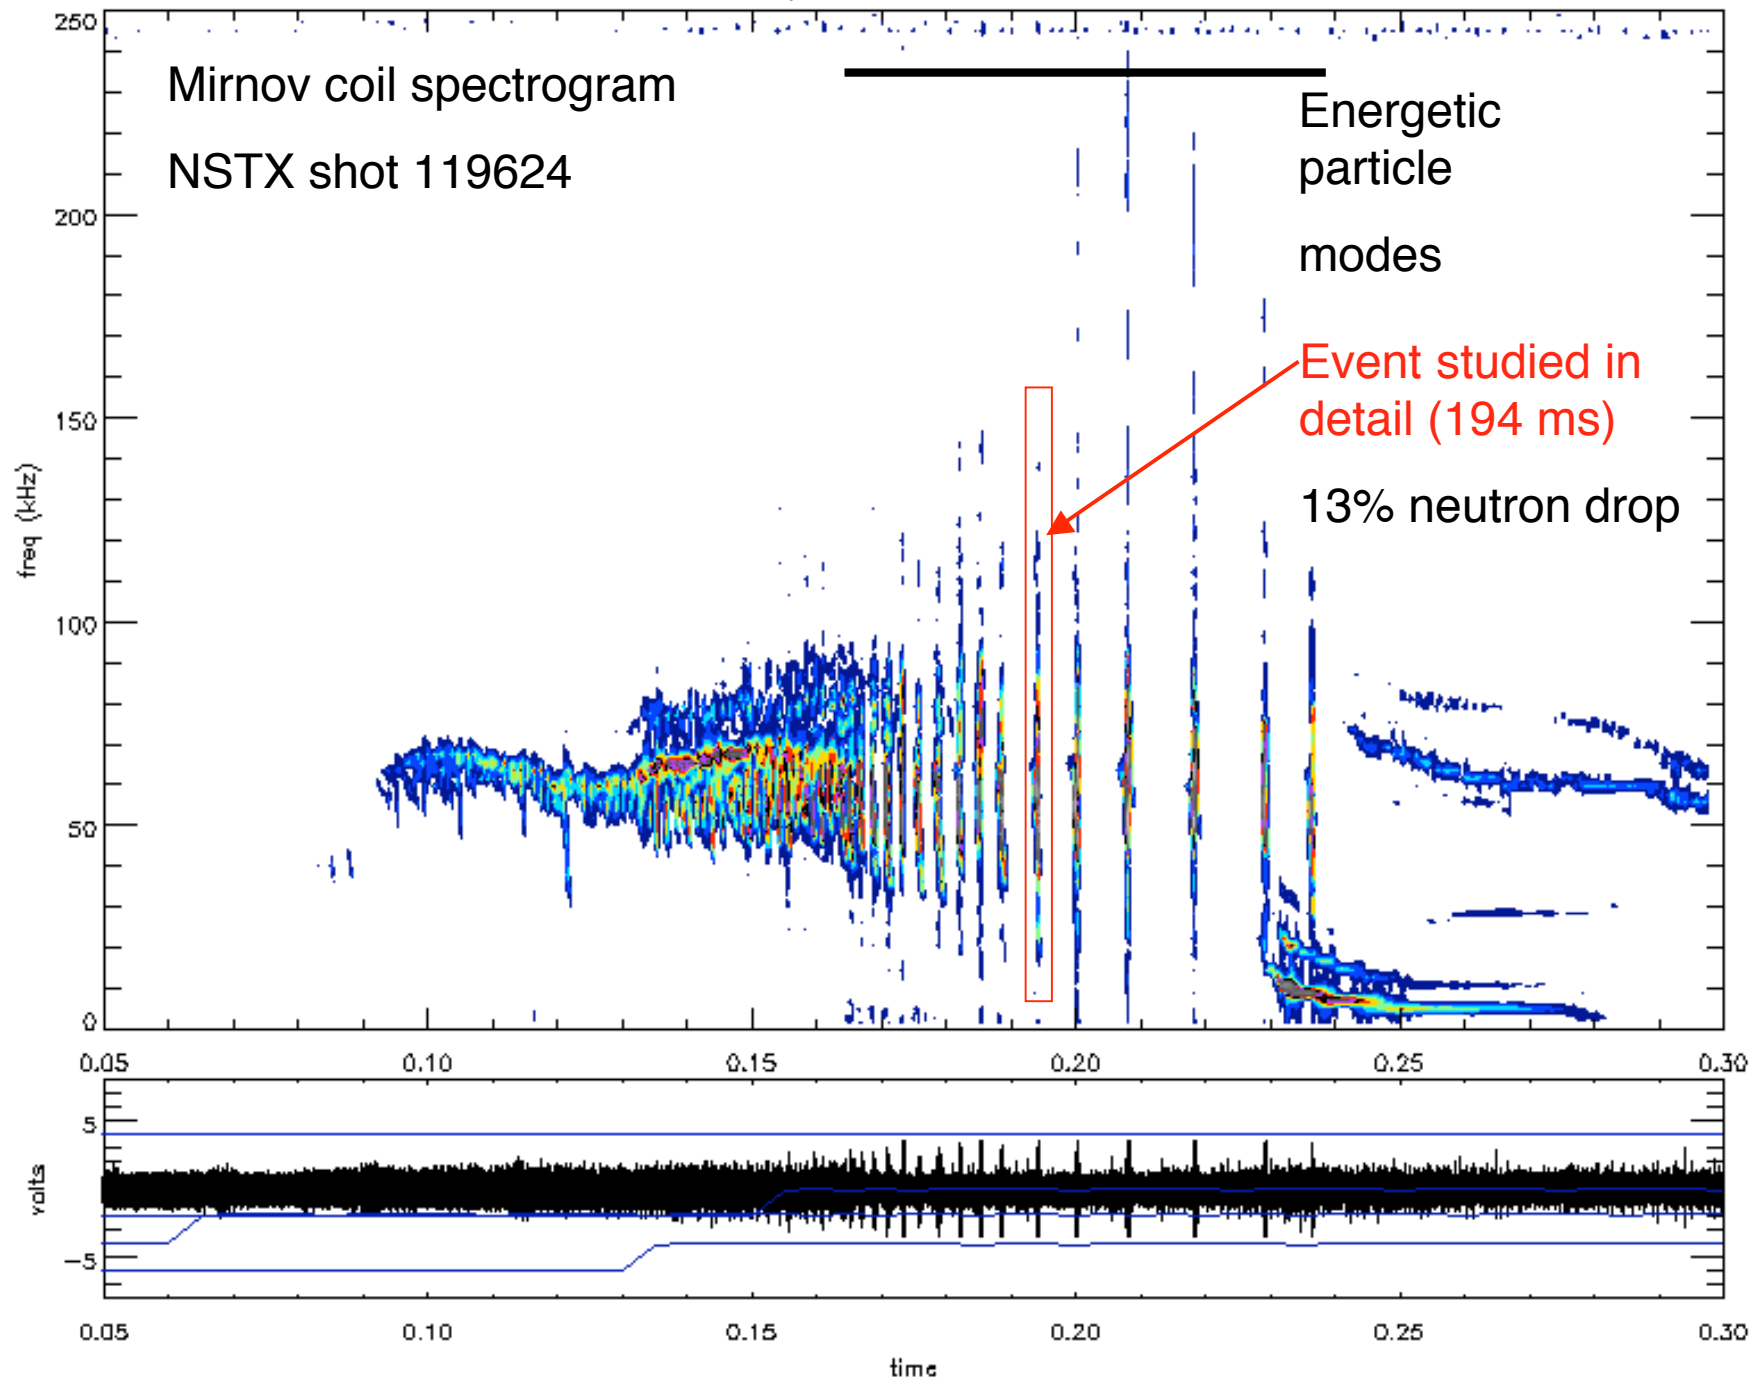 250
Mirnov coil spectrogram
NSTX shot 119624
Energetic
particle
modes
200
Event studied in
detail (194 ms)
150
13% neutron drop
freq (kHz)
100
50
0
0.05 0.10 0.15 0.20 0.25 0.30
5
volts
-5
0.05 0.10 0.15 0.20 0.25 0.30
time